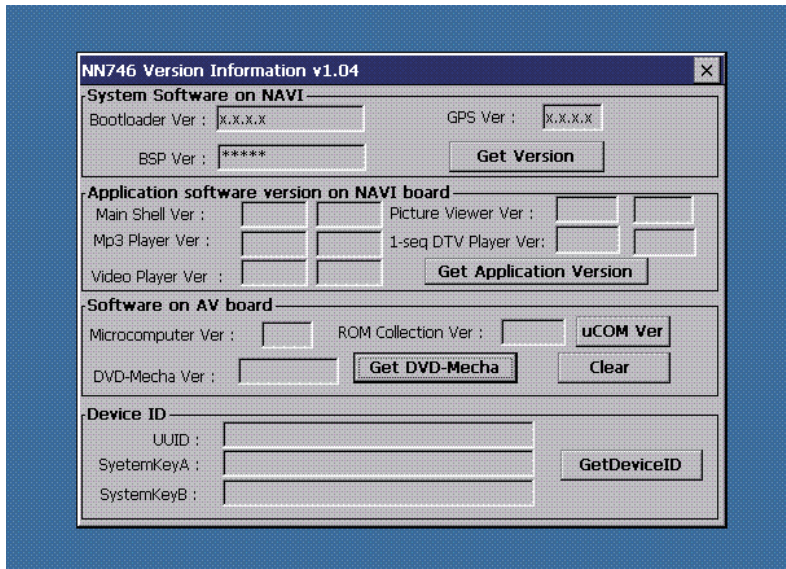 NN746 Version Information v1.04
System Software on NAVI
Bootloader Ver : x.x.x.x GPS Ver : x.x.x.x
BSP Ver : ***** Get Version
Application software version on NAVI board
Main Shell Ver : Picture Viewer Ver :
Mp3 Player Ver : 1-seq DTV Player Ver:
Video Player Ver : Get Application Version
Software on AV board
Microcomputer Ver : ROM Collection Ver : uCOM Ver
DVD-Mecha Ver : Get DVD-Mecha Clear
Device ID
UUID :
SyetemKeyA : GetDeviceID
SystemKeyB :